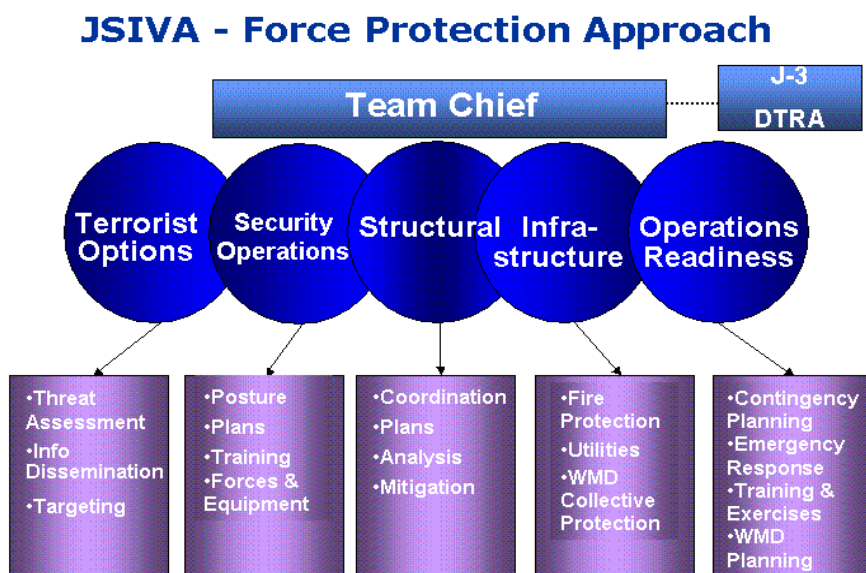 JSIVA - Force Protection Approach
Team Chief
J-3
DTRA
Terrorist
Options
Security
Operations
Structural
Infra-
structure
Operations
Readiness
•Threat
Assessment
•Info
Dissemination
•Targeting
•Posture
•Plans
•Training
•Forces &
Equipment
•Coordination
•Plans
•Analysis
•Mitigation
•Fire
Protection
•Utilities
•WMD
Collective
Protection
•Contingency
Planning
•Emergency
Response
•Training &
Exercises
•WMD
Planning